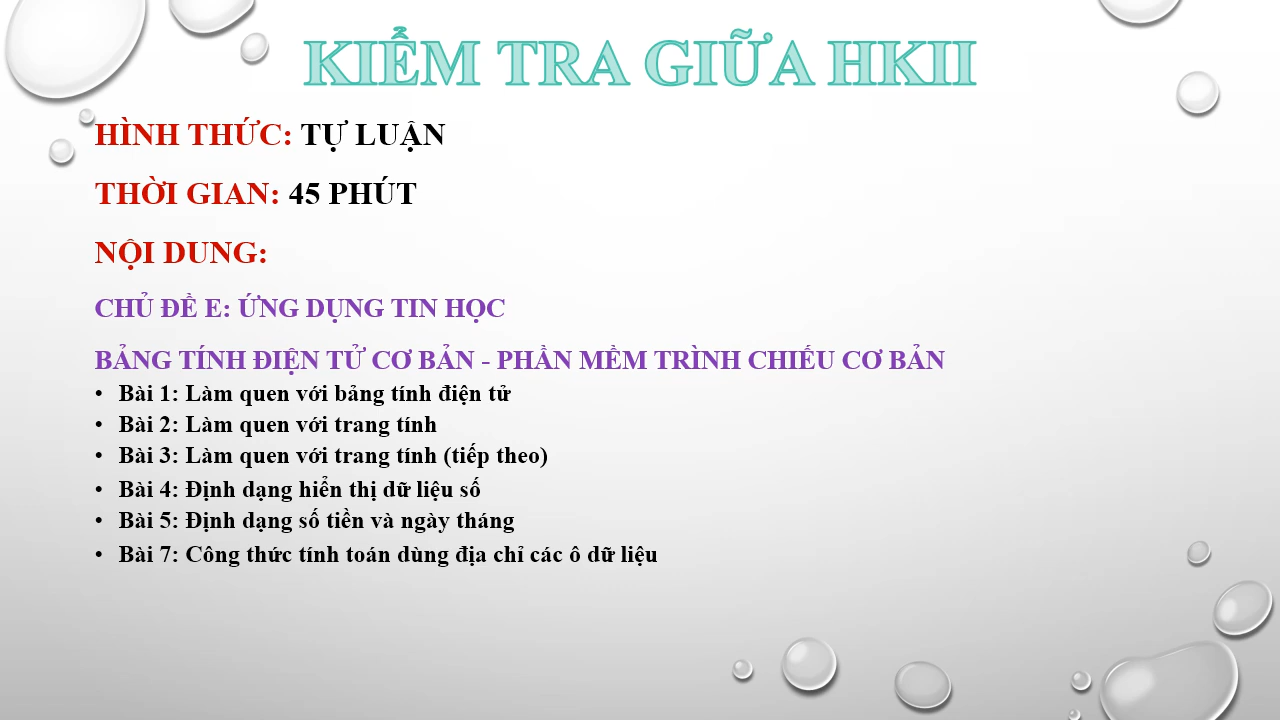 KIỂM TRA GIỮA HKII
HÌNH THỨC: TỰ LUẬN
THỜI GIAN: 45 PHÚT
NỘI DUNG:
CHỦ ĐỀ E: ỨNG DỤNG TIN HỌC
BẢNG TÍNH ĐIỆN TỬ CƠ BẢN - PHẦN MỀM TRÌNH CHIẾU CƠ BẢN
• Bài 1: Làm quen với bảng tính điện tử
• Bài 2: Làm quen với trang tính
• Bài 3: Làm quen với trang tính (tiếp theo)
• Bài 4: Định dạng hiển thị dữ liệu số
• Bài 5: Định dạng số tiền và ngày tháng
• Bài 7: Công thức tính toán dùng địa chỉ các ô dữ liệu